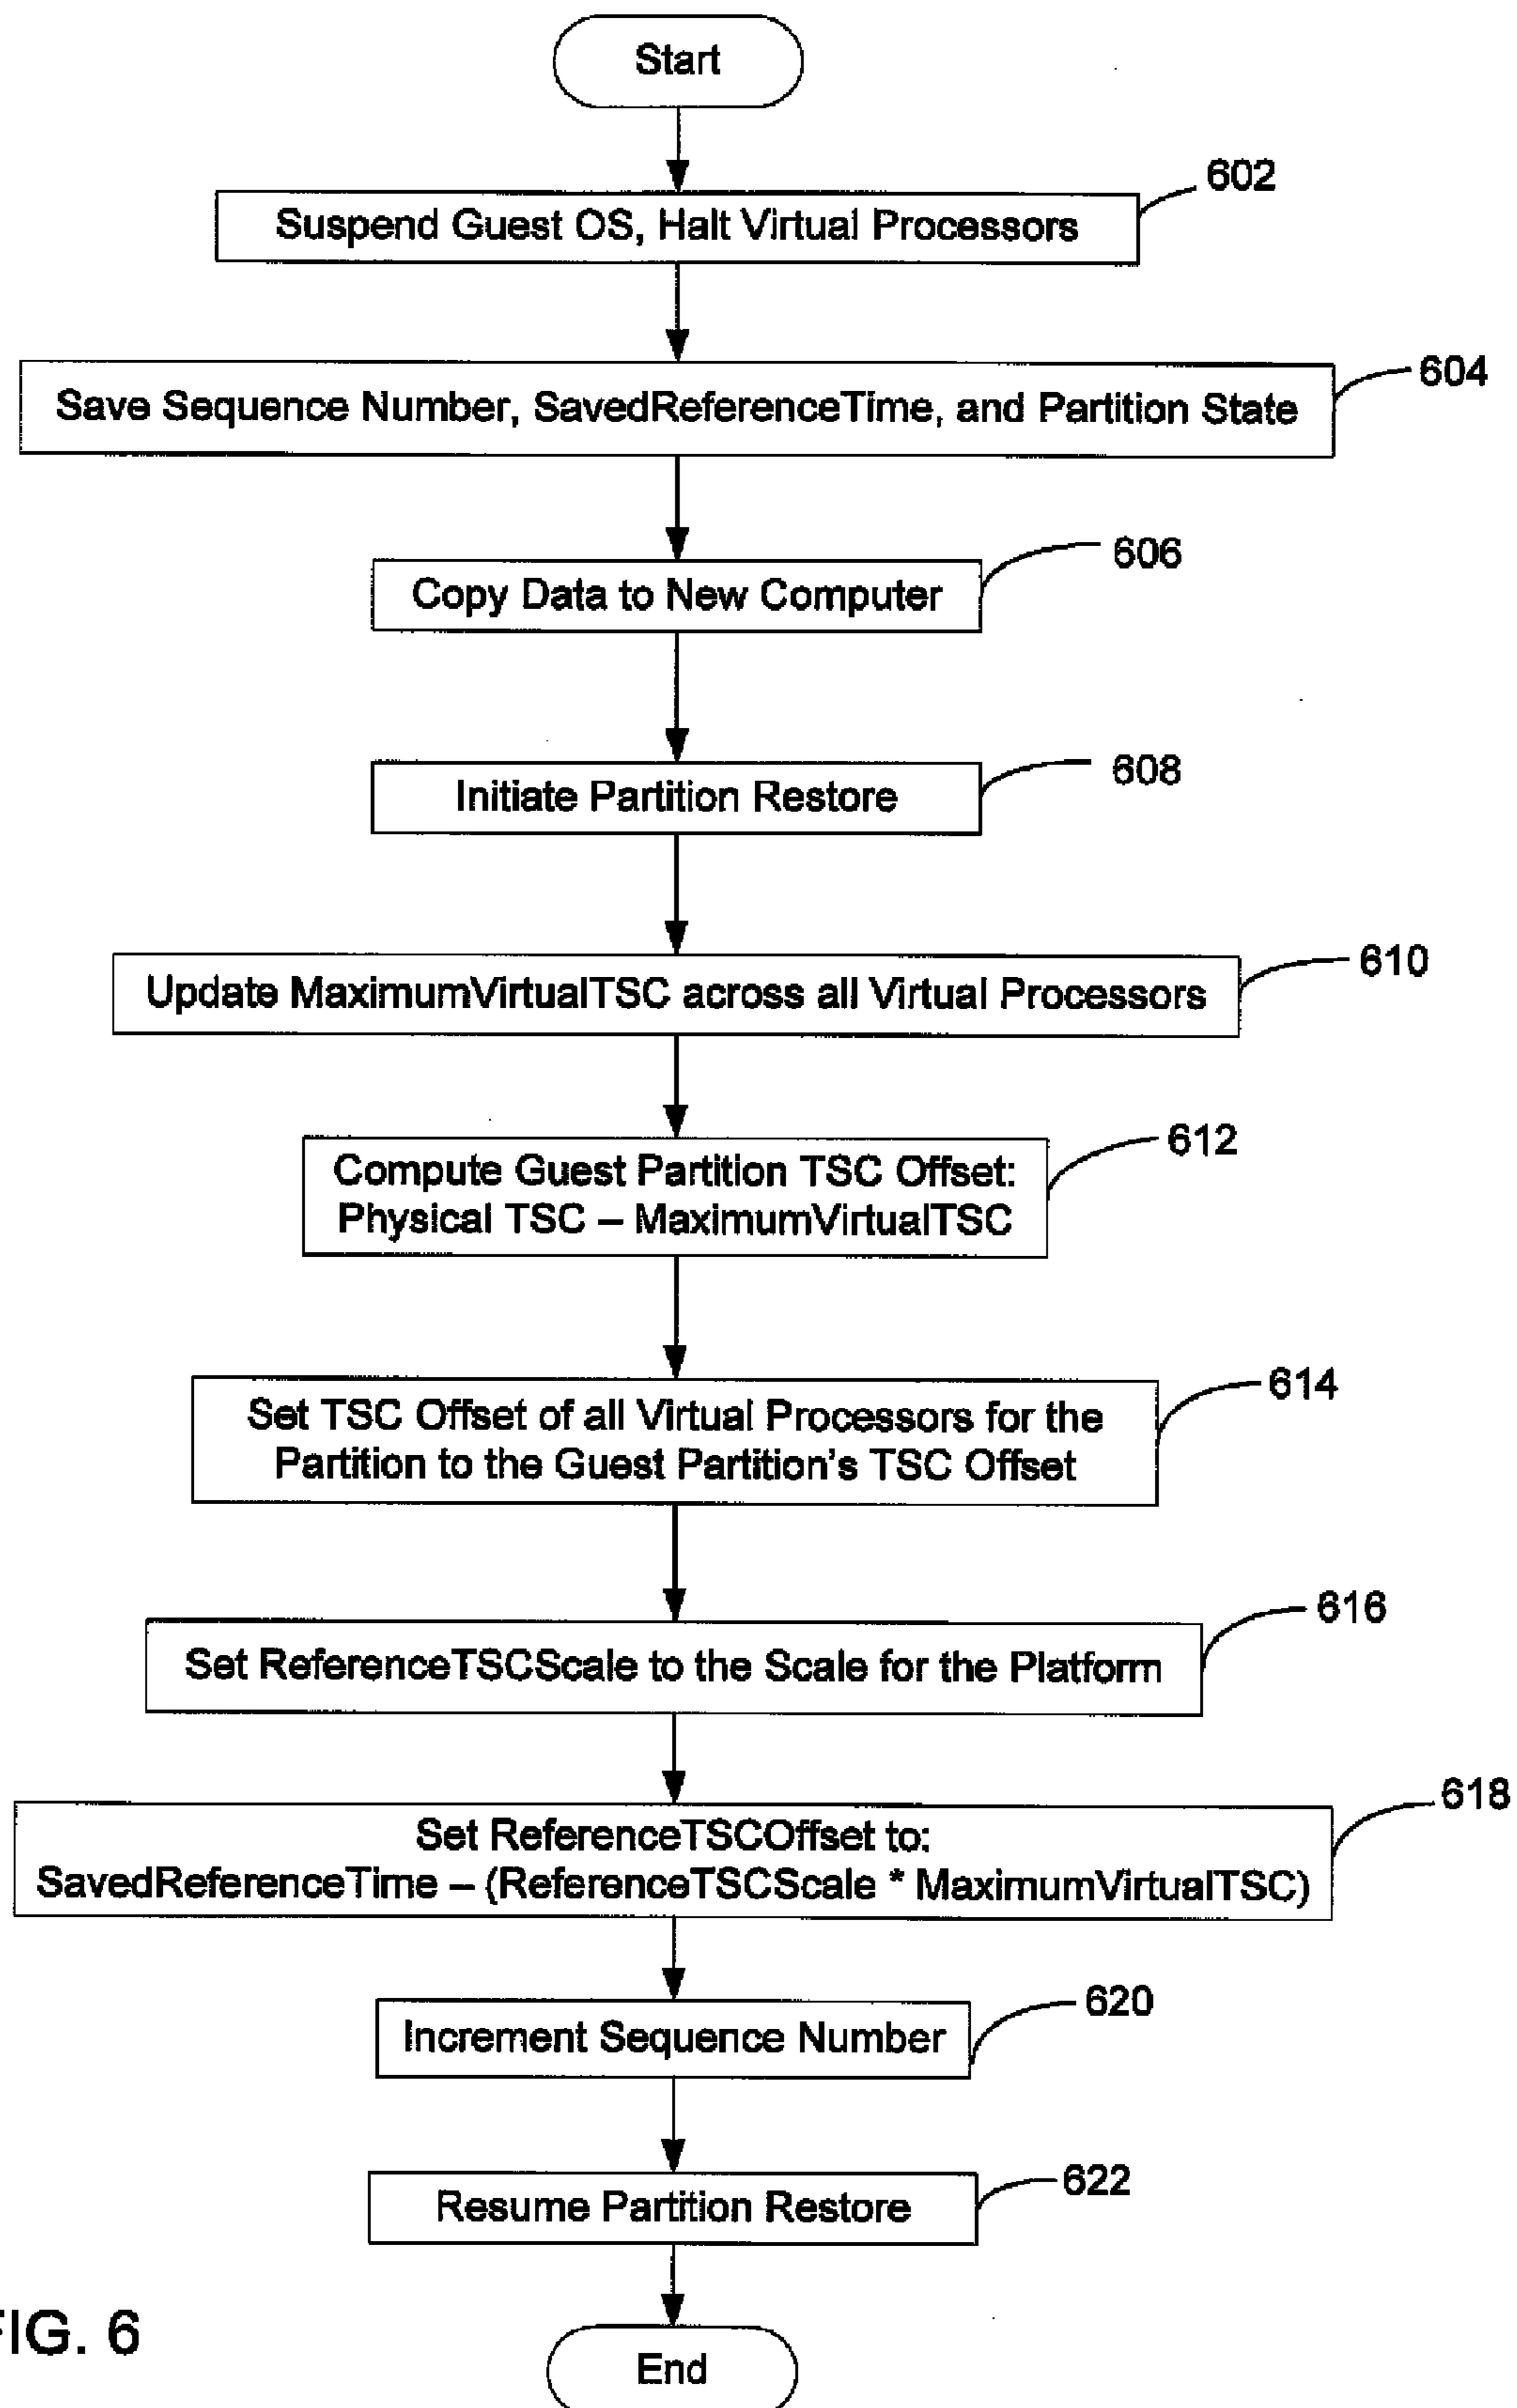 Start
602
Suspend Guest OS, Halt Virtual Processors
604
Save Sequence Number, SavedReferenceTime, and Partition State
606
Copy Data to New Computer
608
Initiate Partition Restore
610
Update MaximumVirtualTSC across all Virtual Processors
612
Compute Guest Partition TSC Offset:
Physical TSC – MaximumVirtualTSC
614
Set TSC Offset of all Virtual Processors for the
Partition to the Guest Partition's TSC Offset
616
Set ReferenceTSCScale to the Scale for the Platform
618
Set ReferenceTSCOffset to:
SavedReferenceTime – (ReferenceTSCScale * MaximumVirtualTSC)
620
Increment Sequence Number
622
Resume Partition Restore
FIG. 6
End